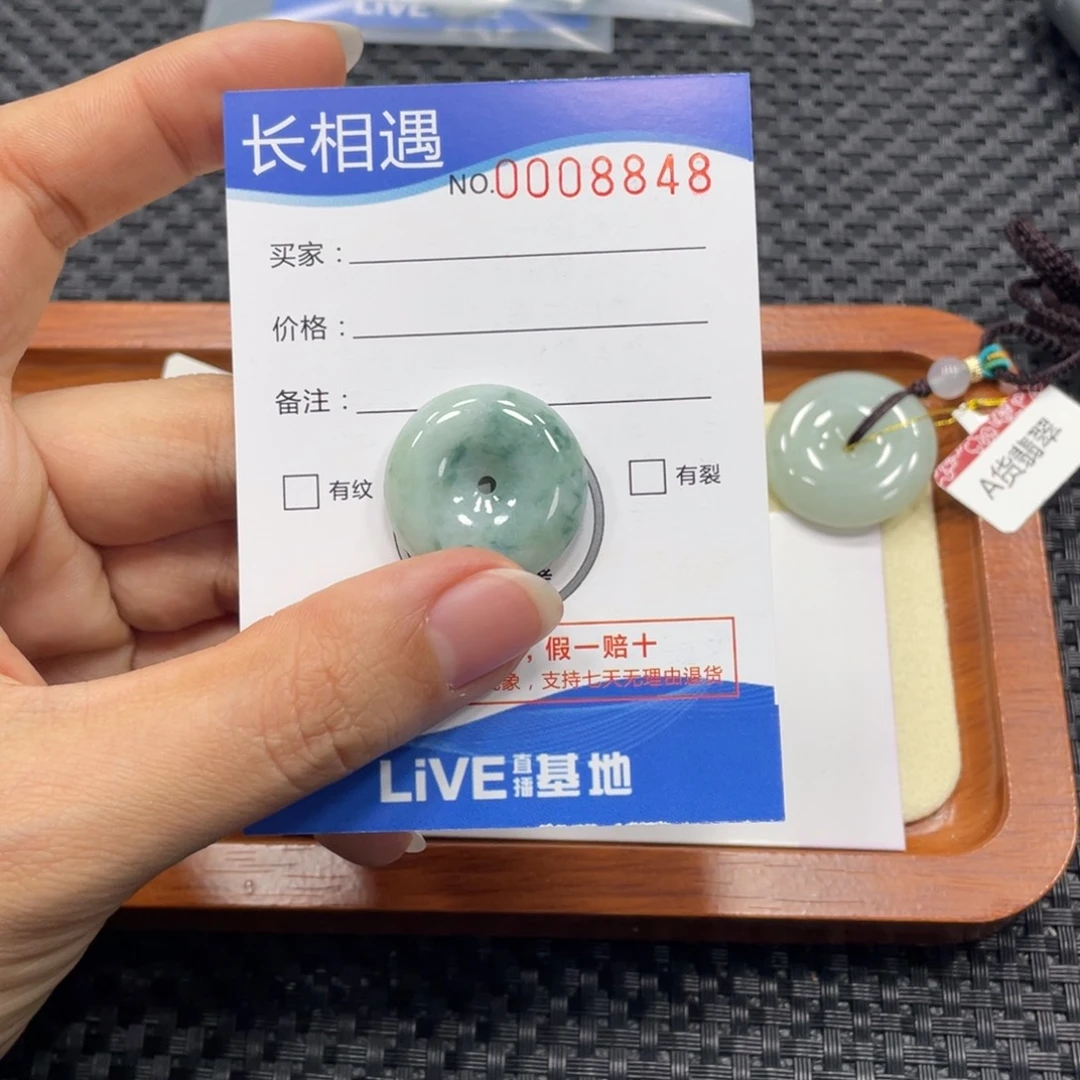 LiVE
长相遇
NO.0008848
买家：
价格：
备注：
有纹
有裂
A货翡翠
，假一赔十
象，支持七天无理由退货
LiVE直播基地